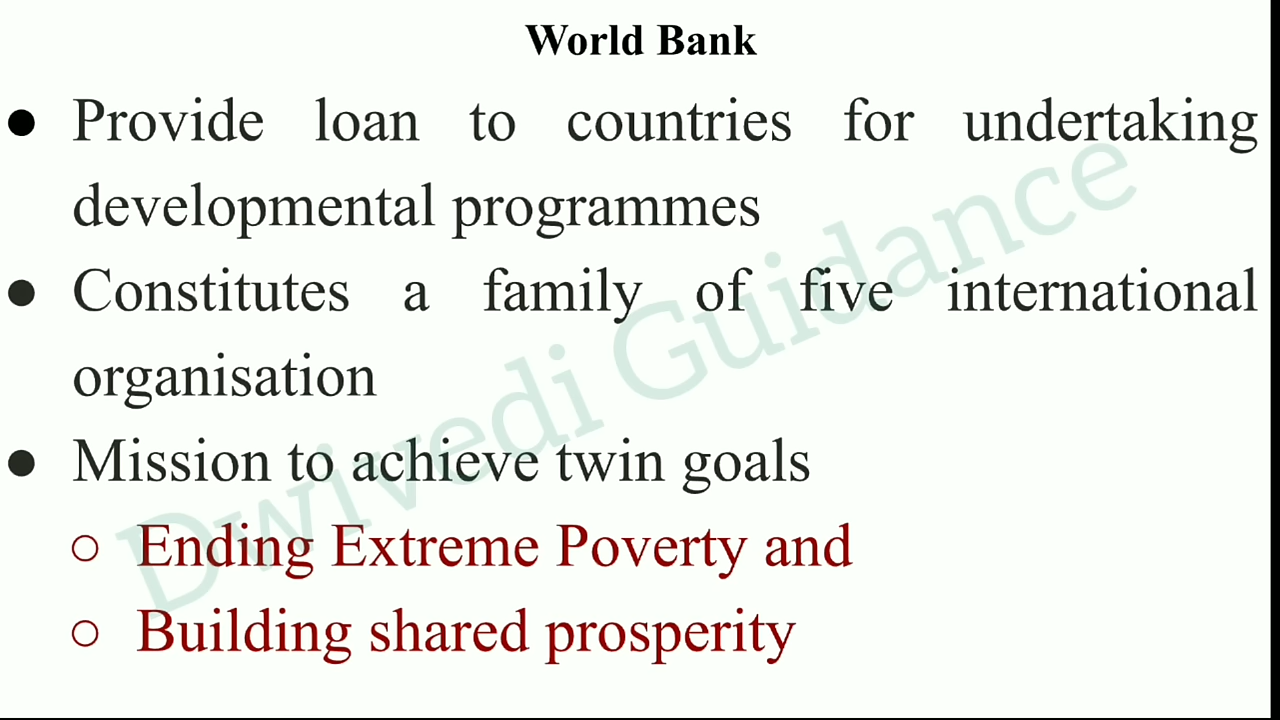 World Bank
● Provide loan to countries for undertaking
developmental programmes
● Constitutes a family of five international
organisation
● Mission to achieve twin goals
○ Ending Extreme Poverty and
○ Building shared prosperity
Dwivedi Guidance